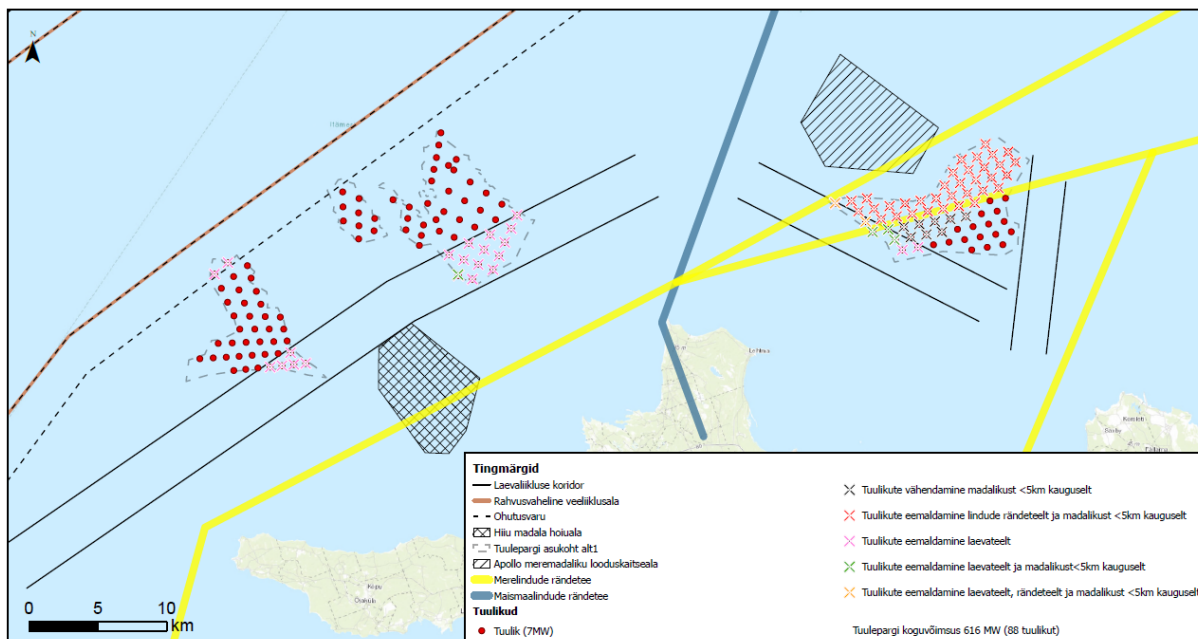 N
Lehtma
Kõpu
Tingmärgid
Laevaliikluse koridor
Rahvusvaheline veeliiklusala
Ohutusvaru
Hiiu madala hoiuala
Tuulepargi asukoht alt1
Apollo meremadaliku looduskaitseala
Merelindude rändetee
Maismaalindude rändetee
Tuulikud
Tuulik (7MW)
Tuulikute vähendamine madalikust <5km kauguselt
Tuulikute eemaldamine lindude rändeteelt ja madalikust <5km kauguselt
Tuulikute eemaldamine laevateelt
Tuulikute eemaldamine laevateelt ja madalikust<5km kauguselt
Tuulikute eemaldamine laevateelt, rändeteelt ja madalikust <5km kauguselt
Tuulepargi koguvõimsus 616 MW (88 tuulikut)
0 5 10
km